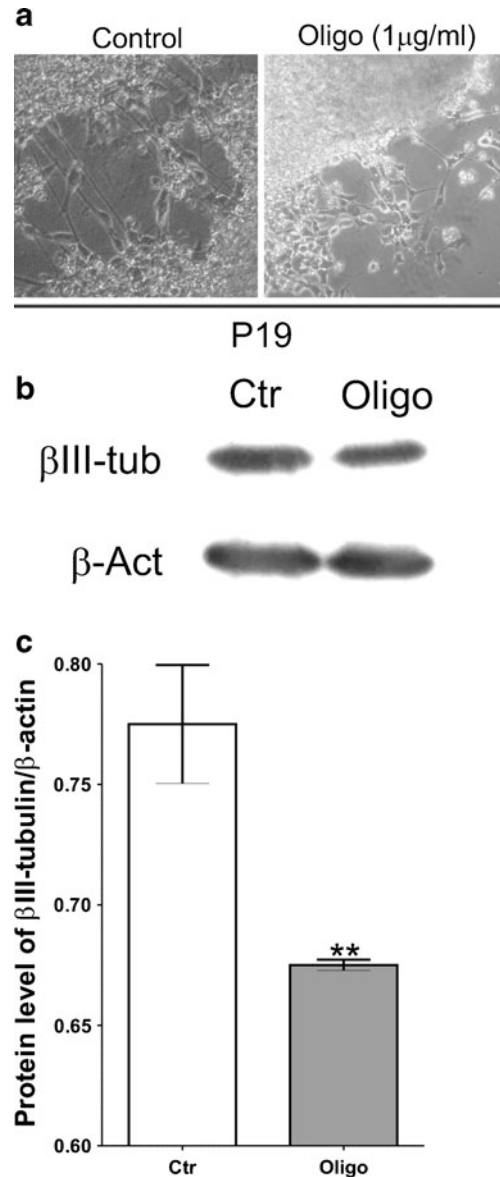 a
Control Oligo (1μg/ml)
P19
b
Ctr Oligo
βIII-tub
β-Act
c
Protein level of βIII-tubulin/β-actin
0.80
0.75
0.70
0.65
0.60
**
Ctr Oligo